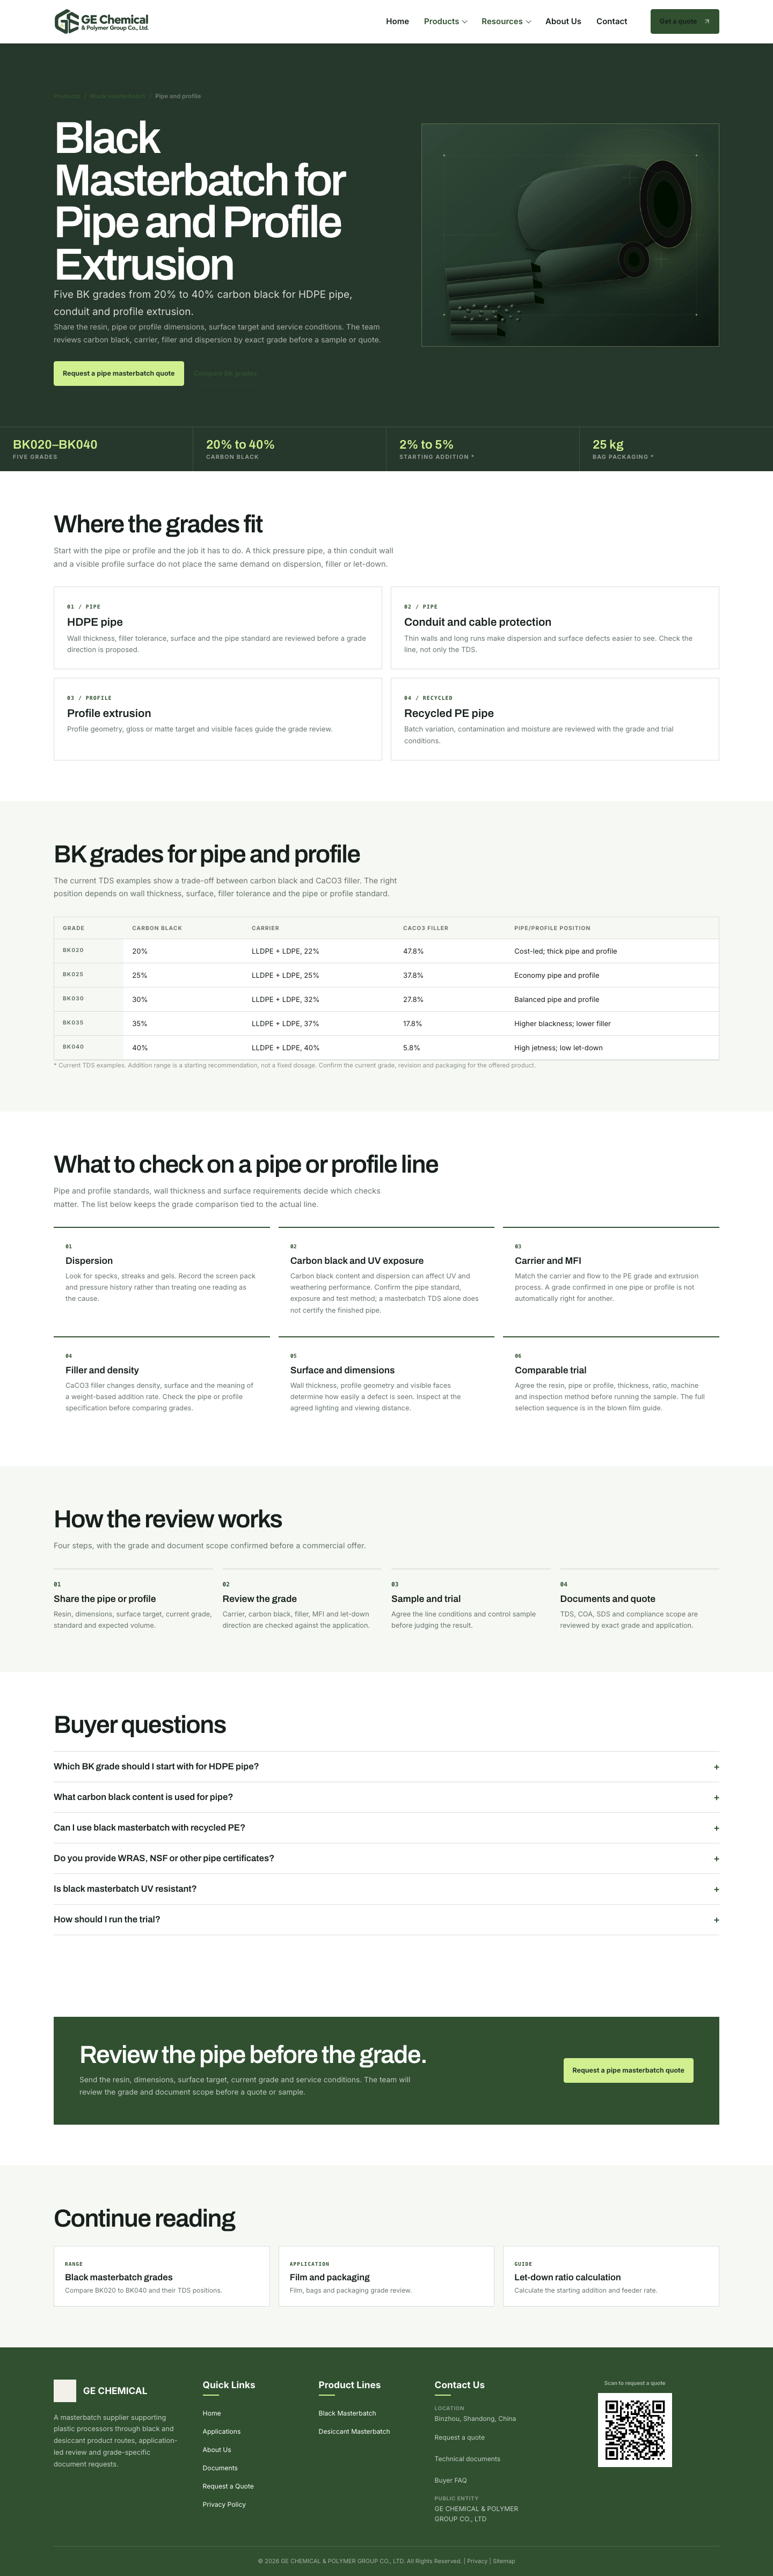 GE Chemical
& Polymer Group Co., Ltd.
Home
Products
Resources
About Us
Contact
Get a quote
Products / Black masterbatch / Pipe and profile
Black
Masterbatch for
Pipe and Profile
Extrusion
Five BK grades from 20% to 40% carbon black for HDPE pipe,
conduit and profile extrusion.
Share the resin, pipe or profile dimensions, surface target and service conditions. The team
reviews carbon black, carrier, filler and dispersion by exact grade before a sample or quote.
Request a pipe masterbatch quote
Compare BK grades
BK020–BK040
FIVE GRADES
20% to 40%
CARBON BLACK
2% to 5%
STARTING ADDITION *
25 kg
BAG PACKAGING *
Where the grades fit
Start with the pipe or profile and the job it has to do. A thick pressure pipe, a thin conduit wall
and a visible profile surface do not place the same demand on dispersion, filler or let-down.
01 / PIPE
HDPE pipe
Wall thickness, filler tolerance, surface and the pipe standard are reviewed before a grade
direction is proposed.
02 / PIPE
Conduit and cable protection
Thin walls and long runs make dispersion and surface defects easier to see. Check the
line, not only the TDS.
03 / PROFILE
Profile extrusion
Profile geometry, gloss or matte target and visible faces guide the grade review.
04 / RECYCLED
Recycled PE pipe
Batch variation, contamination and moisture are reviewed with the grade and trial
conditions.
BK grades for pipe and profile
The current TDS examples show a trade-off between carbon black and CaCO3 filler. The right
position depends on wall thickness, surface, filler tolerance and the pipe or profile standard.
GRADE CARBON BLACK CARRIER CACO3 FILLER PIPE/PROFILE POSITION
BK020 20% LLDPE + LDPE, 22% 47.8% Cost-led; thick pipe and profile
BK025 25% LLDPE + LDPE, 25% 37.8% Economy pipe and profile
BK030 30% LLDPE + LDPE, 32% 27.8% Balanced pipe and profile
BK035 35% LLDPE + LDPE, 37% 17.8% Higher blackness; lower filler
BK040 40% LLDPE + LDPE, 40% 5.8% High jetness; low let-down
* Current TDS examples. Addition range is a starting recommendation, not a fixed dosage. Confirm the current grade, revision and packaging for the offered product.
What to check on a pipe or profile line
Pipe and profile standards, wall thickness and surface requirements decide which checks
matter. The list below keeps the grade comparison tied to the actual line.
01
Dispersion
Look for specks, streaks and gels. Record the screen pack
and pressure history rather than treating one reading as
the cause.
02
Carbon black and UV exposure
Carbon black content and dispersion can affect UV and
weathering performance. Confirm the pipe standard,
exposure and test method; a masterbatch TDS alone does
not certify the finished pipe.
03
Carrier and MFI
Match the carrier and flow to the PE grade and extrusion
process. A grade confirmed in one pipe or profile is not
automatically right for another.
04
Filler and density
CaCO3 filler changes density, surface and the meaning of
a weight-based addition rate. Check the pipe or profile
specification before comparing grades.
05
Surface and dimensions
Wall thickness, profile geometry and visible faces
determine how easily a defect is seen. Inspect at the
agreed lighting and viewing distance.
06
Comparable trial
Agree the resin, pipe or profile, thickness, ratio, machine
and inspection method before running the sample. The full
selection sequence is in the blown film guide.
How the review works
Four steps, with the grade and document scope confirmed before a commercial offer.
01
Share the pipe or profile
Resin, dimensions, surface target, current grade,
standard and expected volume.
02
Review the grade
Carrier, carbon black, filler, MFI and let-down
direction are checked against the application.
03
Sample and trial
Agree the line conditions and control sample
before judging the result.
04
Documents and quote
TDS, COA, SDS and compliance scope are
reviewed by exact grade and application.
Buyer questions
Which BK grade should I start with for HDPE pipe? +
What carbon black content is used for pipe? +
Can I use black masterbatch with recycled PE? +
Do you provide WRAS, NSF or other pipe certificates? +
Is black masterbatch UV resistant? +
How should I run the trial? +
Review the pipe before the grade.
Send the resin, dimensions, surface target, current grade and service conditions. The team will
review the grade and document scope before a quote or sample.
Request a pipe masterbatch quote
Continue reading
RANGE
Black masterbatch grades
Compare BK020 to BK040 and their TDS positions.
APPLICATION
Film and packaging
Film, bags and packaging grade review.
GUIDE
Let-down ratio calculation
Calculate the starting addition and feeder rate.
GE CHEMICAL
A masterbatch supplier supporting
plastic processors through black and
desiccant product routes, application-
led review and grade-specific
document requests.
Quick Links
Home
Applications
About Us
Documents
Request a Quote
Privacy Policy
Product Lines
Black Masterbatch
Desiccant Masterbatch
Contact Us
LOCATION
Binzhou, Shandong, China
Request a quote
Technical documents
Buyer FAQ
PUBLIC ENTITY
GE CHEMICAL & POLYMER
GROUP CO., LTD
Scan to request a quote
© 2026 GE CHEMICAL & POLYMER GROUP CO., LTD. All Rights Reserved. | Privacy | Sitemap